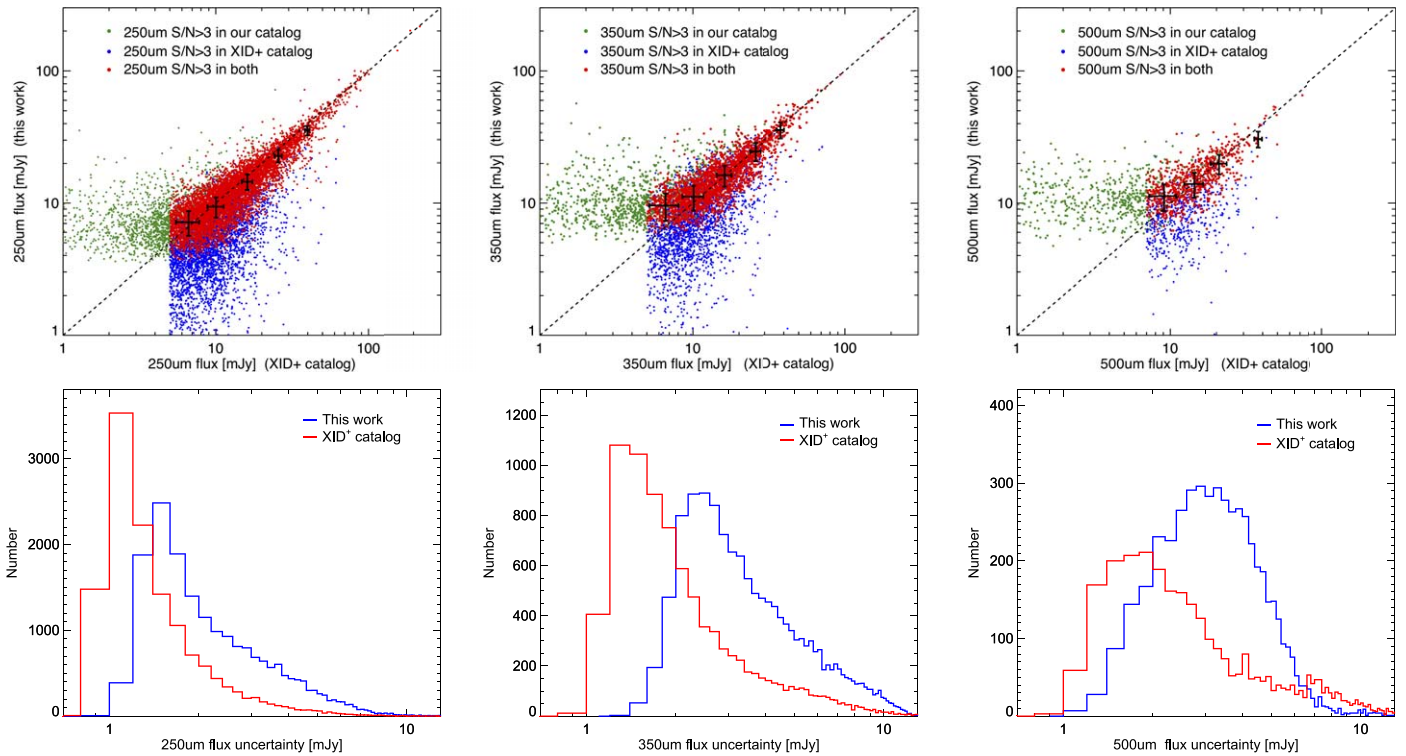 250um S/N>3 in our catalog
250um S/N>3 in XID+ catalog
250um S/N>3 in both
100
10
1
250um flux [mJy] (this work)
1
10
100
250um flux [mJy] (XID+ catalog)
350um S/N>3 in our catalog
350um S/N>3 in XID+ catalog
350um S/N>3 in both
100
10
1
350um flux [mJy] (this work)
1
10
100
350um flux [mJy] (XID+ catalog)
500um S/N>3 in our catalog
500um S/N>3 in XID+ catalog
500um S/N>3 in both
100
10
1
500um flux [mJy] (this work)
1
10
100
500um flux [mJy] (XID+ catalog)
This work
XID+ catalog
3000
2000
1000
0
Number
1
10
250um flux uncertainty [mJy]
This work
XID+ catalog
1200
1000
800
600
400
200
0
Number
1
10
350um flux uncertainty [mJy]
This work
XID+ catalog
400
300
200
100
0
Number
1
10
500um flux uncertainty [mJy]